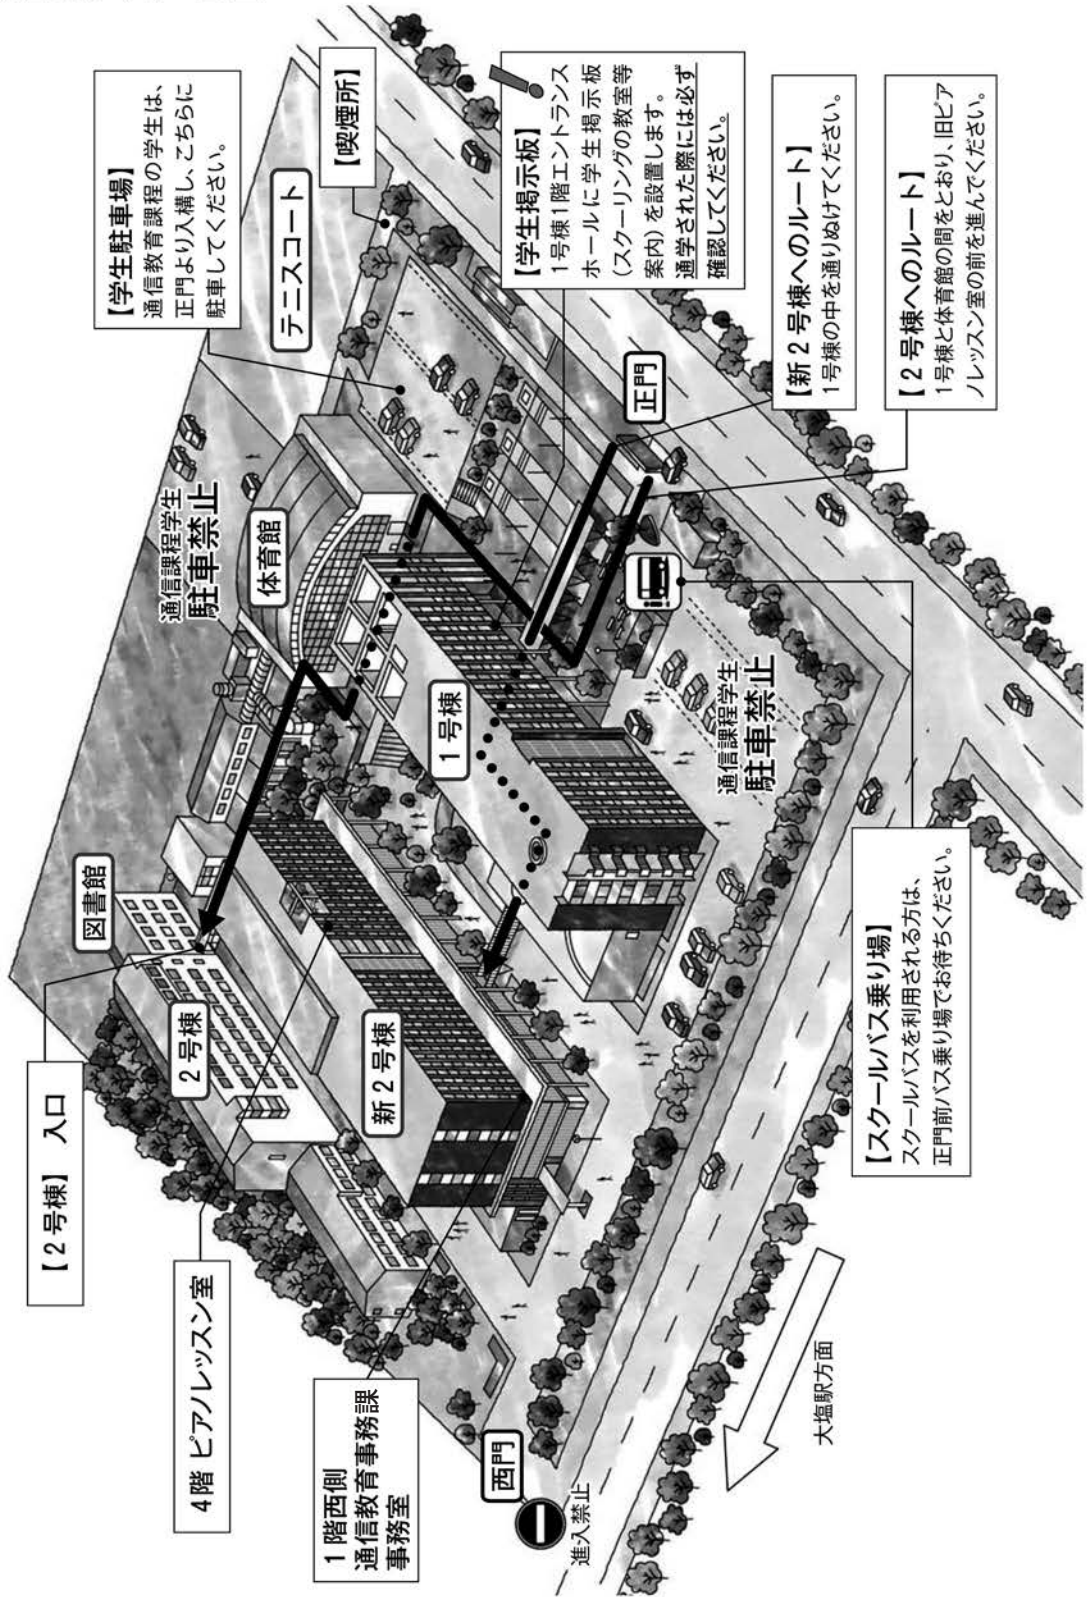 【学生駐車場】
通信教育課程の学生は、
正門より入構し、こちらに
駐車してください。
テニスコート
【喫煙所】
【学生掲示板】
1号棟1階エントランス
ホールに学生掲示板
(スクーリングの教室等
案内)を設置します。
通学された際には必ず
確認してください。
【新2号棟へのルート】
1号棟の中を通りぬけてください。
【2号棟へのルート】
1号棟と体育館の間をとおり、旧ピア
ノレッスン室の前を進んでください。
通信課程学生
駐車禁止
体育館
正門
1号棟
通信課程学生
駐車禁止
図書館
2号棟
新2号棟
【2号棟】 入口
4階 ピアノレッスン室
1階西側
通信教育事務課
事務室
西門
進入禁止
【スクールバス乗り場】
スクールバスを利用される方は、
正門前バス乗り場でお待ちください。
大塩駅方面